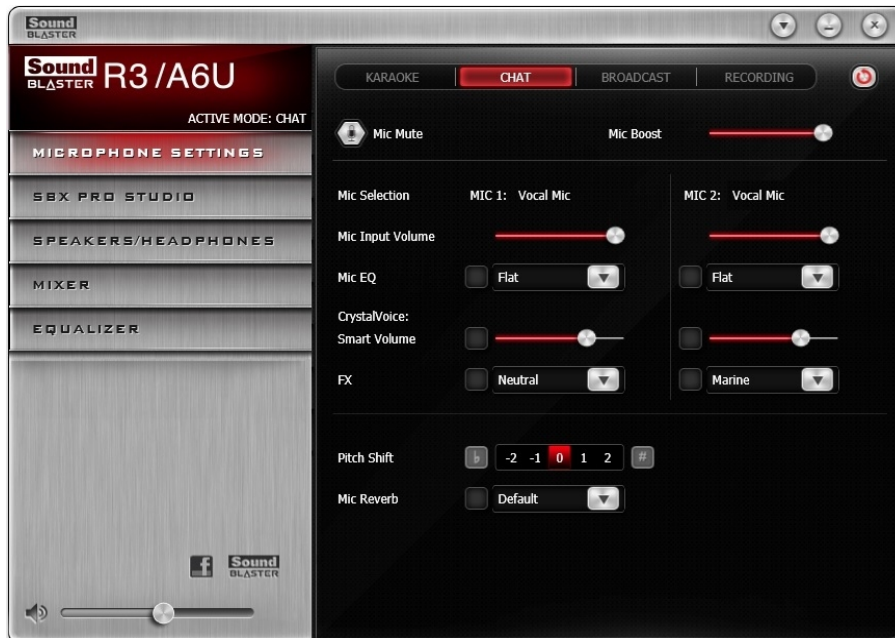 Sound
BLASTER
Sound
BLASTER R3 /A6U
ACTIVE MODE: CHAT
MICROPHONE SETTINGS
SBX PRO STUDIO
SPEAKERS/HEADPHONES
MIXER
EQUALIZER
Sound
BLASTER
KARAOKE CHAT BROADCAST RECORDING
Mic Mute Mic Boost
Mic Selection MIC 1: Vocal Mic MIC 2: Vocal Mic
Mic Input Volume
Mic EQ Flat Flat
CrystalVoice:
Smart Volume
FX Neutral Marine
Pitch Shift ♭ -2 -1 0 1 2 #
Mic Reverb Default